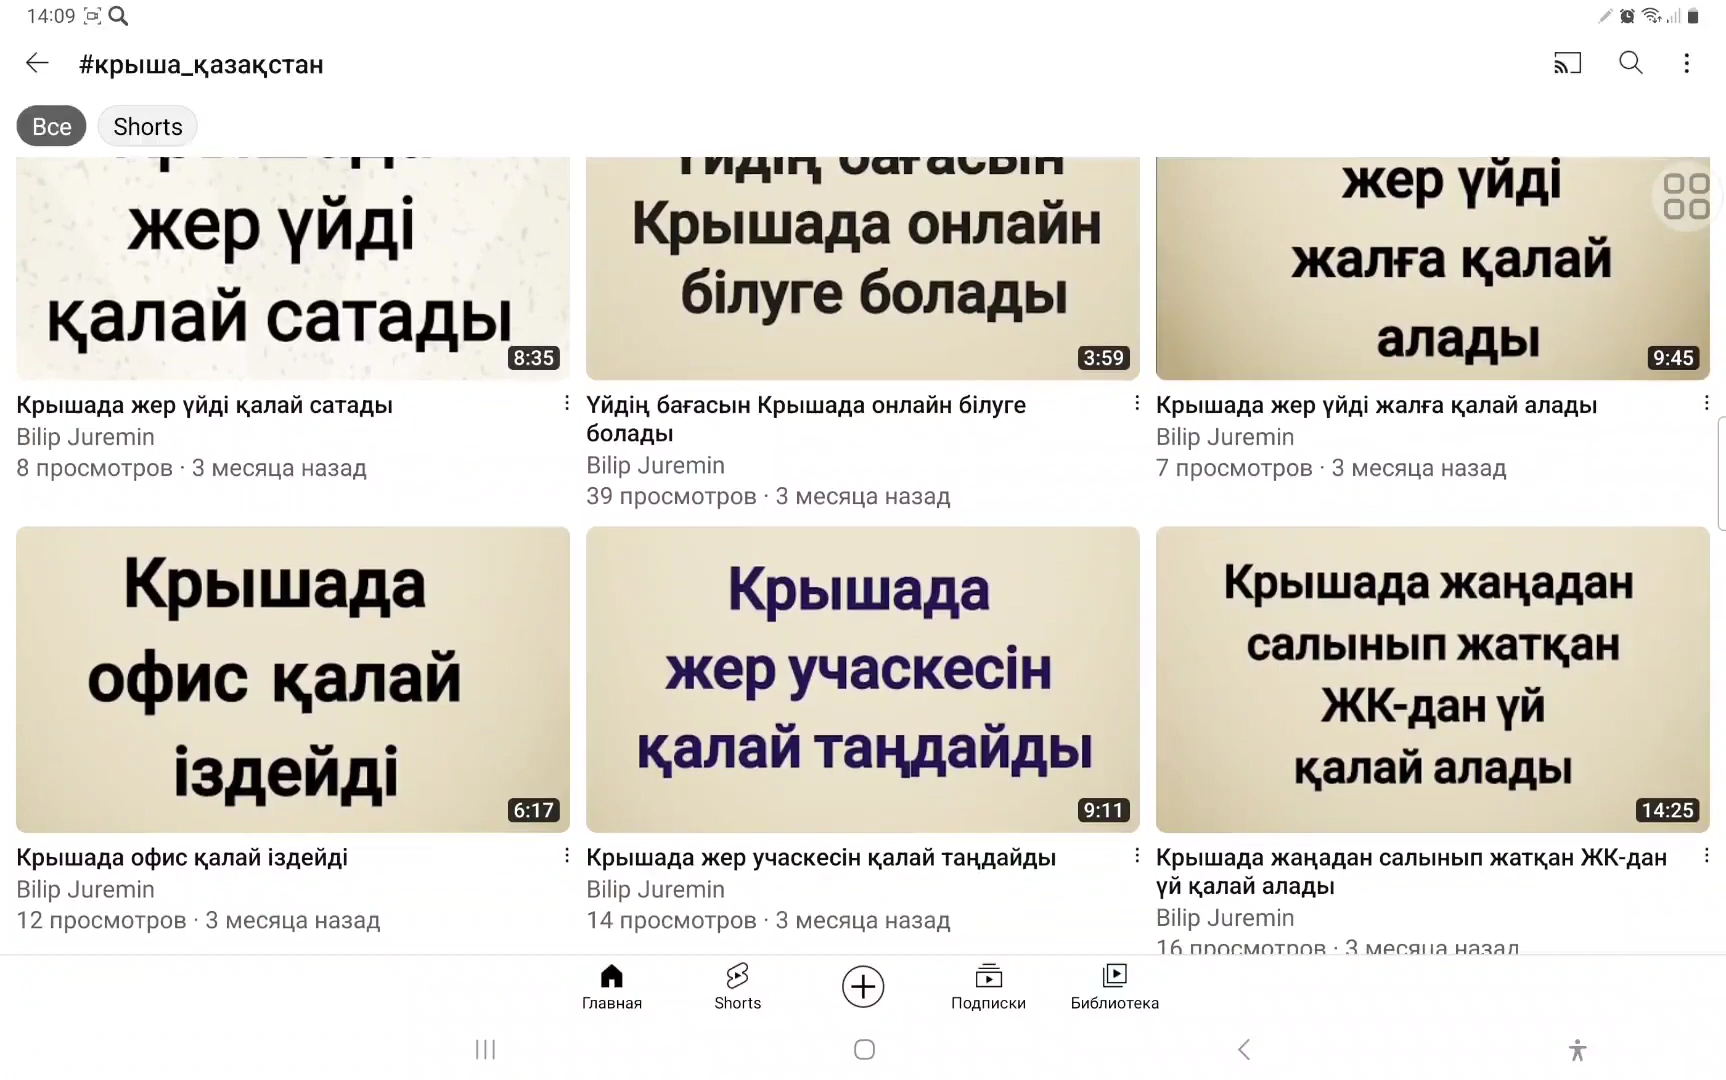 14:09
#крыша_қазақстан
Все
Shorts
жер үйді
қалай сатады
8:35
Үйдің бағасын
Крышада онлайн
білуге болады
3:59
жер үйді
жалға қалай
алады
9:45
Крышада жер үйді қалай сатады
Bilip Juremin
8 просмотров · 3 месяца назад
Үйдің бағасын Крышада онлайн білуге
болады
Bilip Juremin
39 просмотров · 3 месяца назад
Крышада жер үйді жалға қалай алады
Bilip Juremin
7 просмотров · 3 месяца назад
Крышада
офис қалай
іздейді
6:17
Крышада
жер учаскесін
қалай таңдайды
9:11
Крышада жаңадан
салынып жатқан
ЖК-дан үй
қалай алады
14:25
Крышада офис қалай іздейді
Bilip Juremin
12 просмотров · 3 месяца назад
Крышада жер учаскесін қалай таңдайды
Bilip Juremin
14 просмотров · 3 месяца назад
Крышада жаңадан салынып жатқан ЖК-дан
үй қалай алады
Bilip Juremin
16 просмотров · 3 месяца назад
Главная
Shorts
Подписки
Библиотека